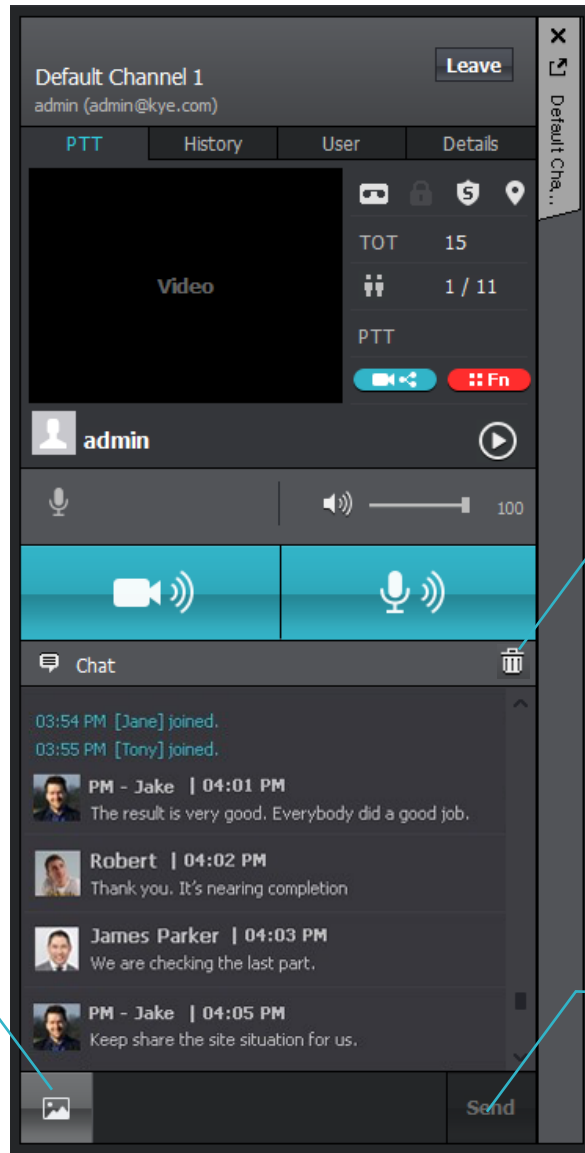 Default Channel 1
Leave
admin (admin@kye.com)
Default Cha...
PTT History User Details
Video
S
TOT 15
1 / 11
PTT
Fn
admin
100
Chat
03:54 PM [Jane] joined.
03:55 PM [Tony] joined.
PM - Jake | 04:01 PM
The result is very good. Everybody did a good job.
Robert | 04:02 PM
Thank you. It's nearing completion
James Parker | 04:03 PM
We are checking the last part.
PM - Jake | 04:05 PM
Keep share the site situation for us.
Send